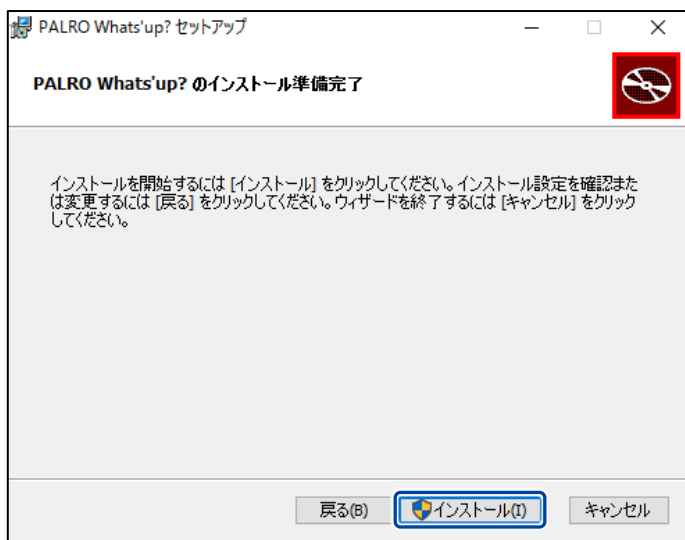 PALRO Whats'up? セットアップ
PALRO Whats'up? のインストール準備完了
インストールを開始するには [インストール] をクリックしてください。インストール設定を確認また
は変更するには [戻る] をクリックしてください。ウィザードを終了するには [キャンセル] をクリック
してください。
戻る(B)
インストール(I)
キャンセル